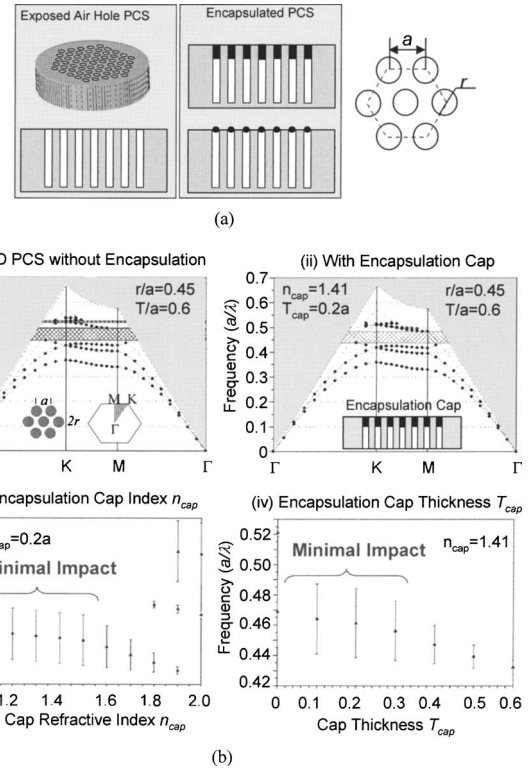 Exposed Air Hole PCS
Encapsulated PCS
a
r
(a)
D PCS without Encapsulation
r/a=0.45
T/a=0.6
a
2r
M K
Γ
K M Γ
(ii) With Encapsulation Cap
n_cap=1.41
T_cap=0.2a
r/a=0.45
T/a=0.6
Frequency (a/λ)
0.7
0.6
0.5
0.4
0.3
0.2
0.1
0
Encapsulation Cap
Γ K M Γ
ncapsulation Cap Index n_cap
ap=0.2a
inimal Impact
1.2 1.4 1.6 1.8 2.0
Cap Refractive Index n_cap
(iv) Encapsulation Cap Thickness T_cap
Minimal Impact
n_cap=1.41
Frequency (a/λ)
0.52
0.50
0.48
0.46
0.44
0.42
0 0.1 0.2 0.3 0.4 0.5 0.6
Cap Thickness T_cap
(b)